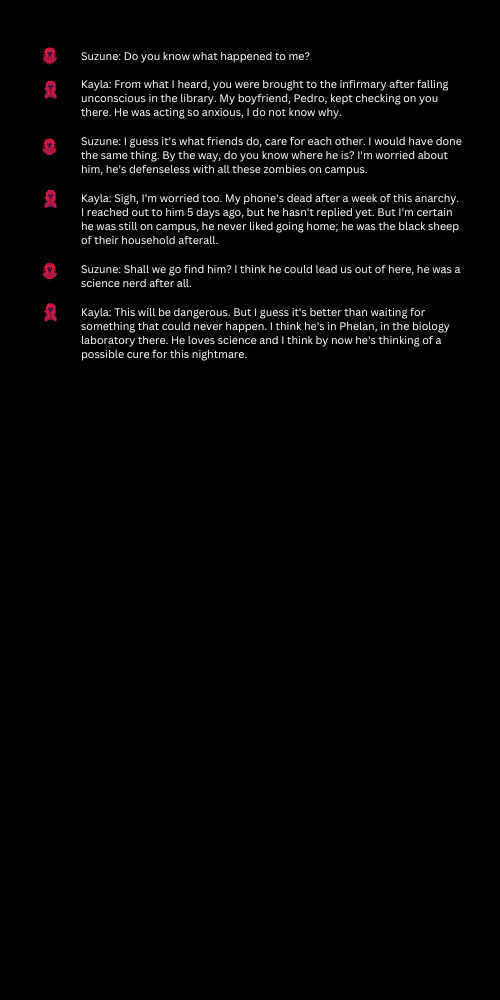 Suzune: Do you know what happened to me?
Kayla: From what I heard, you were brought to the infirmary after falling
unconscious in the library. My boyfriend, Pedro, kept checking on you
there. He was acting so anxious, I do not know why.
Suzune: I guess it's what friends do, care for each other. I would have done
the same thing. By the way, do you know where he is? I'm worried about
him, he's defenseless with all these zombies on campus.
Kayla: Sigh, I'm worried too. My phone's dead after a week of this anarchy.
I reached out to him 5 days ago, but he hasn't replied yet. But I'm certain
he was still on campus, he never liked going home; he was the black sheep
of their household afterall.
Suzune: Shall we go find him? I think he could lead us out of here, he was a
science nerd after all.
Kayla: This will be dangerous. But I guess it's better than waiting for
something that could never happen. I think he's in Phelan, in the biology
laboratory there. He loves science and I think by now he's thinking of a
possible cure for this nightmare.